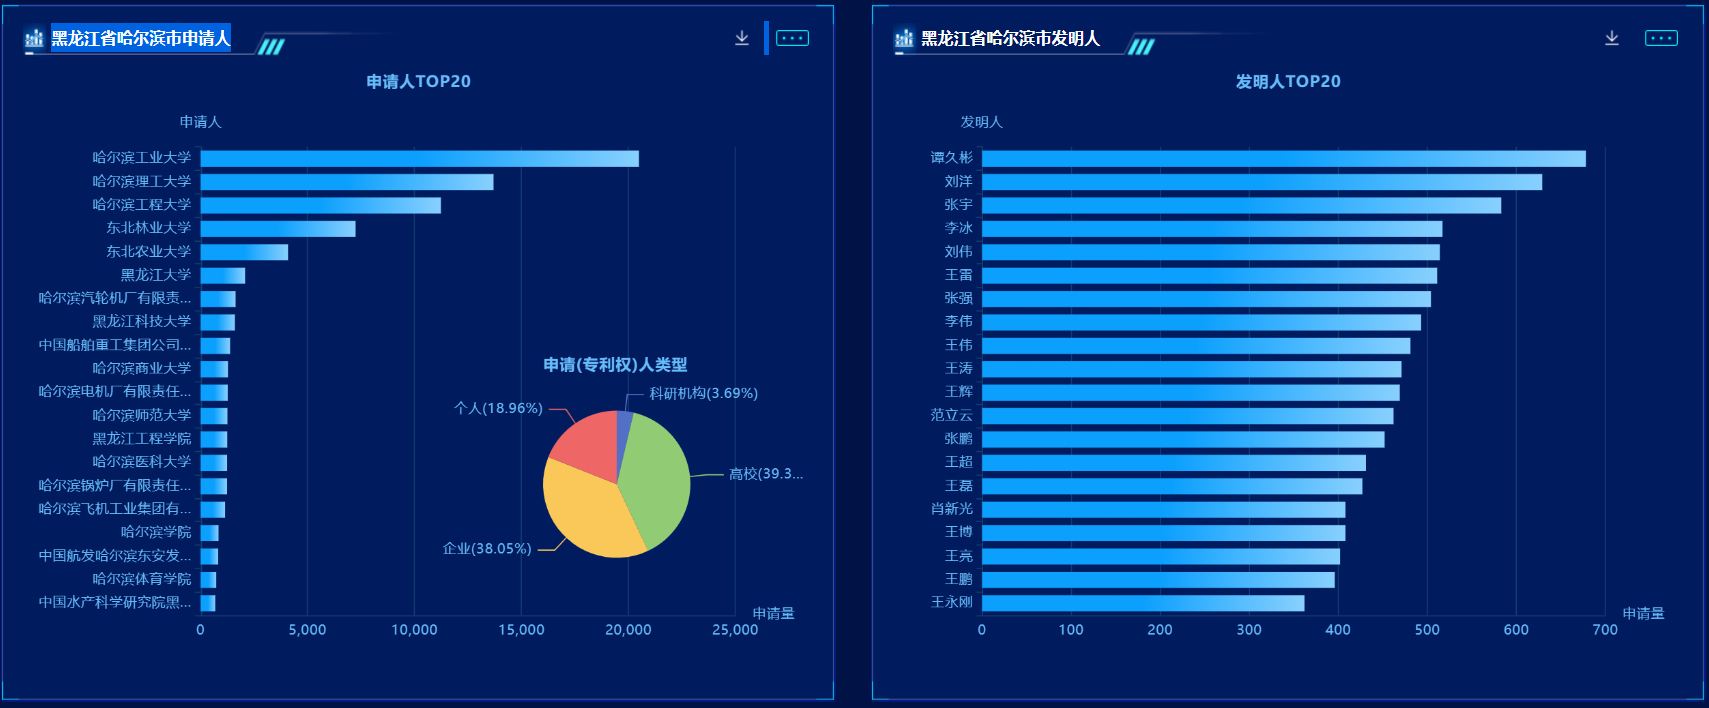 黑龙江省哈尔滨市申请人
申请人TOP20
申请人
哈尔滨工业大学
哈尔滨理工大学
哈尔滨工程大学
东北林业大学
东北农业大学
黑龙江大学
哈尔滨汽轮机厂有限责...
黑龙江科技大学
中国船舶重工集团公司...
哈尔滨商业大学
哈尔滨电机厂有限责任...
哈尔滨师范大学
黑龙江工程学院
哈尔滨医科大学
哈尔滨锅炉厂有限责任...
哈尔滨飞机工业集团有...
哈尔滨学院
中国航发哈尔滨东安发...
哈尔滨体育学院
中国水产科学研究院黑...
0 5,000 10,000 15,000 20,000 25,000
申请量
申请(专利权)人类型
科研机构(3.69%)
个人(18.96%)
高校(39.3...
企业(38.05%)
黑龙江省哈尔滨市发明人
发明人TOP20
发明人
谭久彬
刘洋
张宇
李冰
刘伟
王雷
张强
李伟
王伟
王涛
王辉
范立云
张鹏
王超
王磊
肖新光
王博
王亮
王鹏
王永刚
0 100 200 300 400 500 600 700
申请量